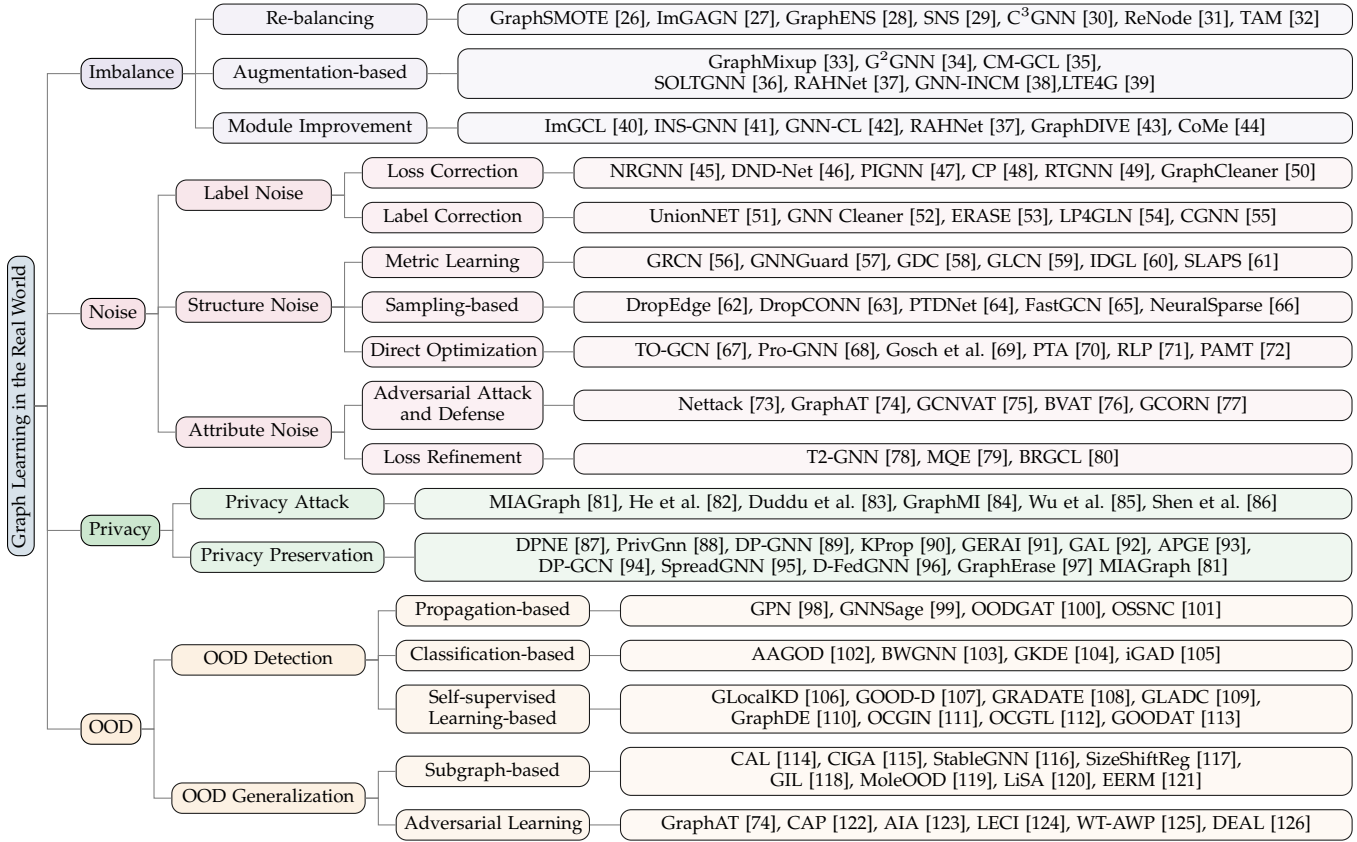 Graph Learning in the Real World
Imbalance
Re-balancing
GraphSMOTE [26], ImGAGN [27], GraphENS [28], SNS [29], C³GNN [30], ReNode [31], TAM [32]
Augmentation-based
GraphMixup [33], G²GNN [34], CM-GCL [35],
SOLTGNN [36], RAHNet [37], GNN-INCM [38],LTE4G [39]
Module Improvement
ImGCL [40], INS-GNN [41], GNN-CL [42], RAHNet [37], GraphDIVE [43], CoMe [44]
Noise
Label Noise
Loss Correction
NRGNN [45], DND-Net [46], PIGNN [47], CP [48], RTGNN [49], GraphCleaner [50]
Label Correction
UnionNET [51], GNN Cleaner [52], ERASE [53], LP4GLN [54], CGNN [55]
Structure Noise
Metric Learning
GRCN [56], GNNGuard [57], GDC [58], GLCN [59], IDGL [60], SLAPS [61]
Sampling-based
DropEdge [62], DropCONN [63], PTDNet [64], FastGCN [65], NeuralSparse [66]
Direct Optimization
TO-GCN [67], Pro-GNN [68], Gosch et al. [69], PTA [70], RLP [71], PAMT [72]
Attribute Noise
Adversarial Attack
and Defense
Nettack [73], GraphAT [74], GCNVAT [75], BVAT [76], GCORN [77]
Loss Refinement
T2-GNN [78], MQE [79], BRGCL [80]
Privacy
Privacy Attack
MIAGraph [81], He et al. [82], Duddu et al. [83], GraphMI [84], Wu et al. [85], Shen et al. [86]
Privacy Preservation
DPNE [87], PrivGnn [88], DP-GNN [89], KProp [90], GERAI [91], GAL [92], APGE [93],
DP-GCN [94], SpreadGNN [95], D-FedGNN [96], GraphErase [97] MIAGraph [81]
OOD
OOD Detection
Propagation-based
GPN [98], GNNSage [99], OODGAT [100], OSSNC [101]
Classification-based
AAGOD [102], BWGNN [103], GKDE [104], iGAD [105]
Self-supervised
Learning-based
GLocalKD [106], GOOD-D [107], GRADATE [108], GLADC [109],
GraphDE [110], OCGIN [111], OCGTL [112], GOODAT [113]
OOD Generalization
Subgraph-based
CAL [114], CIGA [115], StableGNN [116], SizeShiftReg [117],
GIL [118], MoleOOD [119], LiSA [120], EERM [121]
Adversarial Learning
GraphAT [74], CAP [122], AIA [123], LECI [124], WT-AWP [125], DEAL [126]